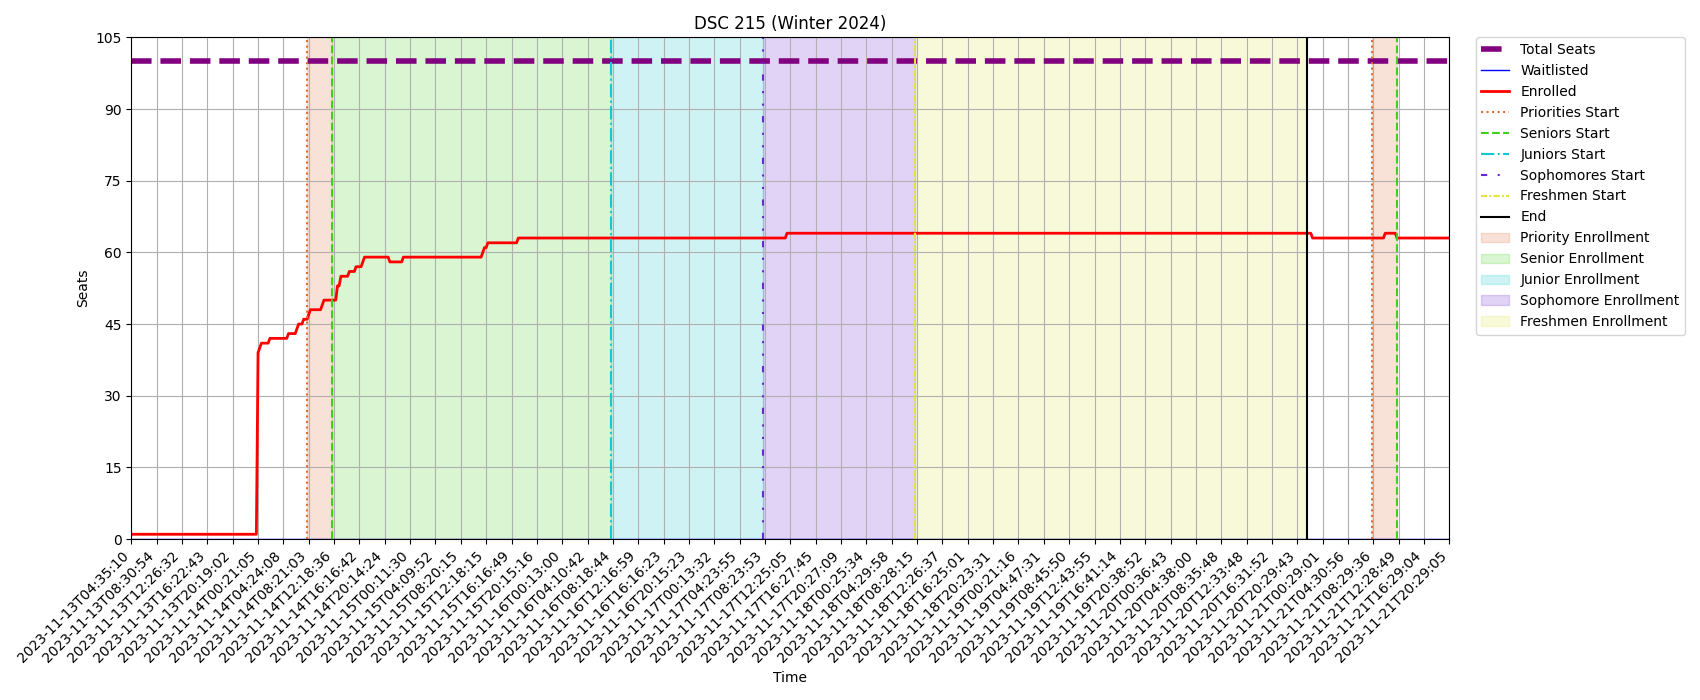 DSC 215 (Winter 2024)
105
90
75
60
45
30
15
0
Seats
2023-11-13T04:35:10
2023-11-13T08:30:54
2023-11-13T12:26:32
2023-11-13T16:22:43
2023-11-13T20:19:02
2023-11-14T00:21:05
2023-11-14T04:24:08
2023-11-14T08:21:03
2023-11-14T12:18:36
2023-11-14T16:16:42
2023-11-14T20:14:24
2023-11-15T00:11:30
2023-11-15T04:09:52
2023-11-15T08:20:15
2023-11-15T12:18:15
2023-11-15T16:16:49
2023-11-15T20:15:16
2023-11-16T00:13:00
2023-11-16T04:10:42
2023-11-16T08:18:44
2023-11-16T12:16:59
2023-11-16T16:16:23
2023-11-16T20:15:23
2023-11-17T00:13:32
2023-11-17T04:23:55
2023-11-17T08:23:53
2023-11-17T12:25:05
2023-11-17T16:27:45
2023-11-17T20:27:09
2023-11-18T00:25:34
2023-11-18T04:29:58
2023-11-18T08:28:15
2023-11-18T12:26:37
2023-11-18T16:25:01
2023-11-18T20:23:31
2023-11-19T00:21:16
2023-11-19T04:47:31
2023-11-19T08:45:50
2023-11-19T12:43:55
2023-11-19T16:41:14
2023-11-19T20:38:52
2023-11-20T00:36:43
2023-11-20T04:38:00
2023-11-20T08:35:48
2023-11-20T12:33:48
2023-11-20T16:31:52
2023-11-20T20:29:43
2023-11-21T00:29:01
2023-11-21T04:30:56
2023-11-21T08:29:36
2023-11-21T12:28:49
2023-11-21T16:29:04
2023-11-21T20:29:05
Time
Total Seats
Waitlisted
Enrolled
Priorities Start
Seniors Start
Juniors Start
Sophomores Start
Freshmen Start
End
Priority Enrollment
Senior Enrollment
Junior Enrollment
Sophomore Enrollment
Freshmen Enrollment